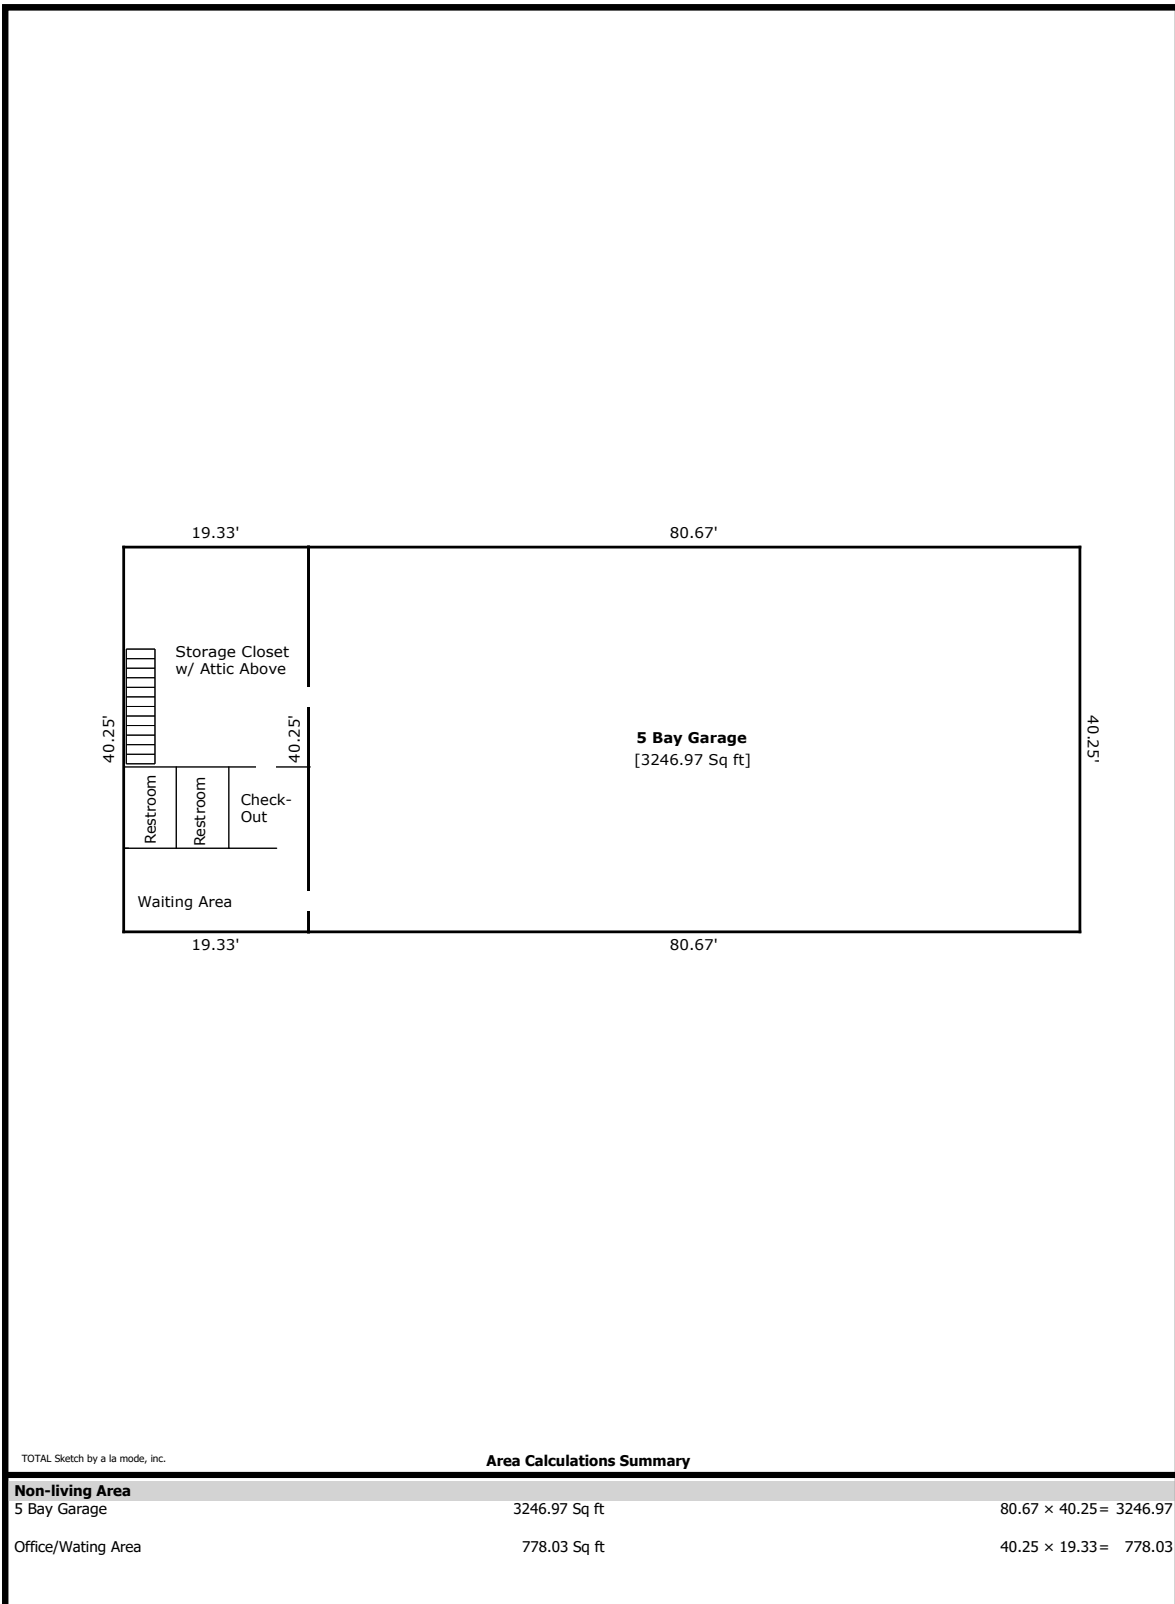 19.33' 80.67'
Storage Closet
w/ Attic Above
40.25' 40.25' 40.25'
5 Bay Garage
[3246.97 Sq ft]
Restroom Restroom Check-
Out
Waiting Area
19.33' 80.67'
TOTAL Sketch by a la mode, inc. Area Calculations Summary
Non-living Area
5 Bay Garage 3246.97 Sq ft 80.67 × 40.25= 3246.97
Office/Wating Area 778.03 Sq ft 40.25 × 19.33= 778.03